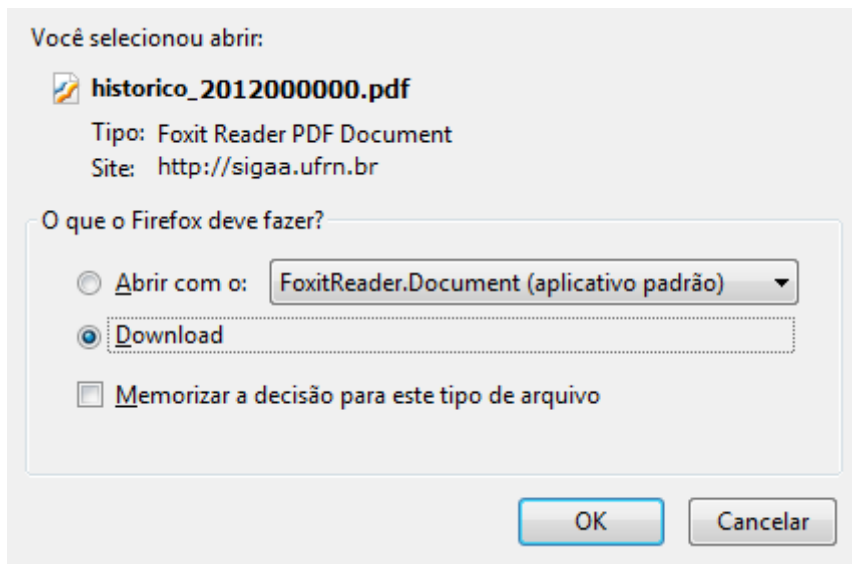 Você selecionou abrir:
historico_2012000000.pdf
Tipo: Foxit Reader PDF Document
Site: http://sigaa.ufrn.br
O que o Firefox deve fazer?
Abrir com o: FoxitReader.Document (aplicativo padrão)
Download
Memorizar a decisão para este tipo de arquivo
OK Cancelar